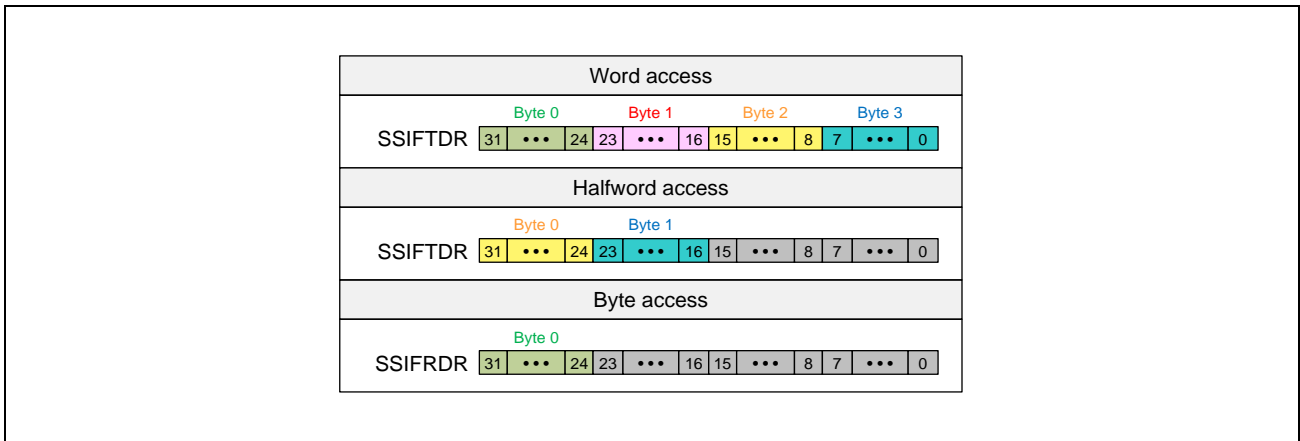 Word access
Byte 0 Byte 1 Byte 2 Byte 3
SSIFTDR 31 ••• 24 23 ••• 16 15 ••• 8 7 ••• 0
Halfword access
Byte 0 Byte 1
SSIFTDR 31 ••• 24 23 ••• 16 15 ••• 8 7 ••• 0
Byte access
Byte 0
SSIFRDR 31 ••• 24 23 ••• 16 15 ••• 8 7 ••• 0